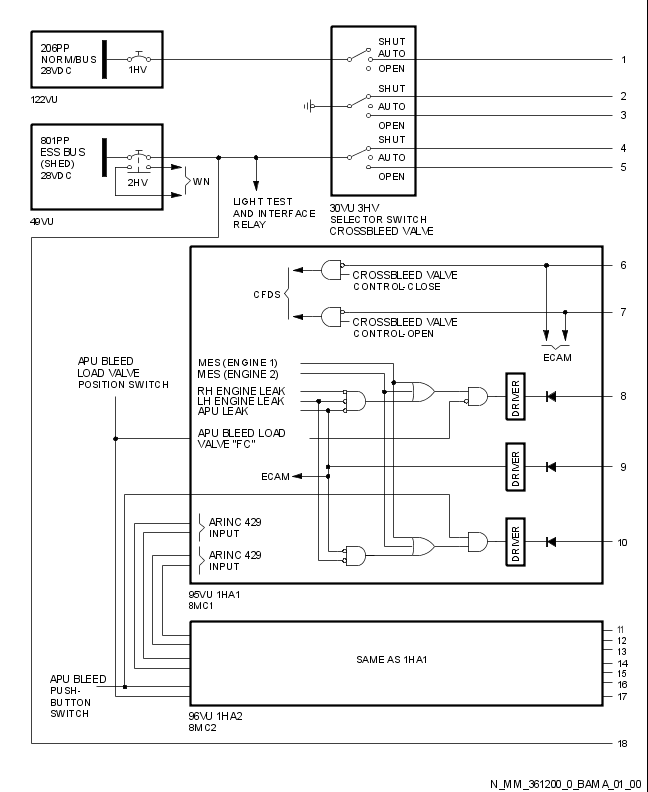 206PP
NORM/BUS
28VDC
1HV
122VU
801PP
ESS BUS
(SHED)
28VDC
2HV
WN
49VU
LIGHT TEST
AND INTERFACE
RELAY
SHUT
AUTO
OPEN
SHUT
AUTO
OPEN
SHUT
AUTO
OPEN
30VU 3HV
SELECTOR SWITCH
CROSSBLEED VALVE
1
2
3
4
5
6
7
CFDS
CROSSBLEED VALVE
CONTROL-CLOSE
CROSSBLEED VALVE
CONTROL-OPEN
ECAM
APU BLEED
LOAD VALVE
POSITION SWITCH
MES (ENGINE 1)
MES (ENGINE 2)
RH ENGINE LEAK
LH ENGINE LEAK
APU LEAK
APU BLEED LOAD
VALVE "FC"
ECAM
DRIVER
8
DRIVER
9
DRIVER
10
ARINC 429
INPUT
ARINC 429
INPUT
95VU 1HA1
8MC1
SAME AS 1HA1
11
12
13
14
15
16
17
APU BLEED
PUSH-
BUTTON
SWITCH
96VU 1HA2
8MC2
18
N_MM_361200_0_BAMA_01_00